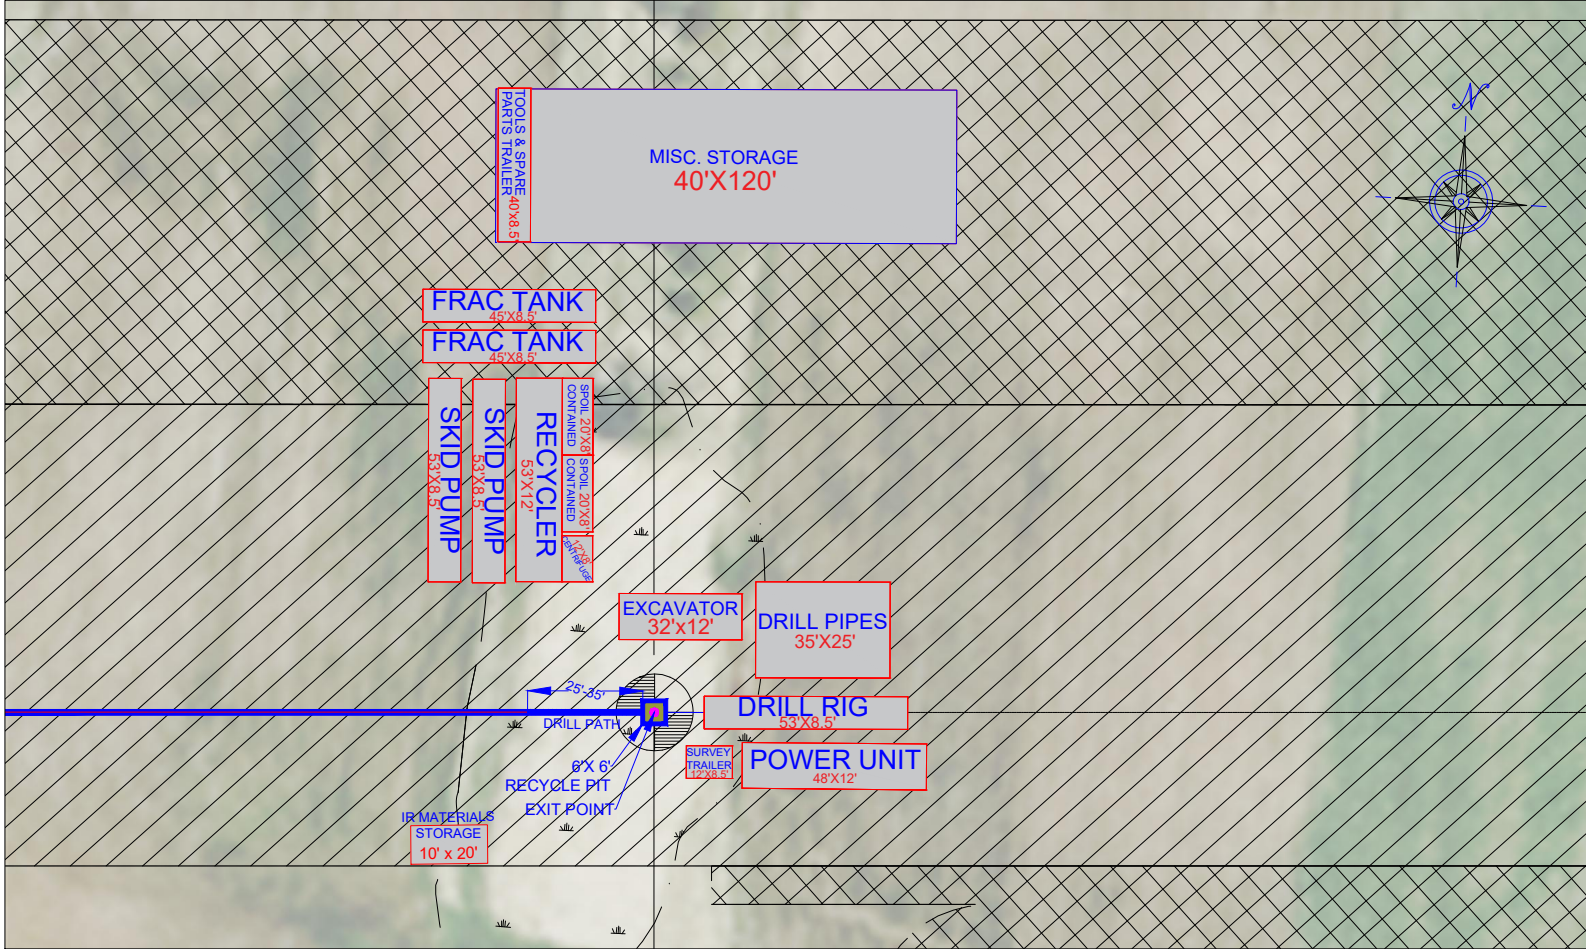 N
TOOLS & SPARE 40'x8.5'
PARTS TRAILER
MISC. STORAGE
40'X120'
FRAC TANK
45'X8.5'
FRAC TANK
45'X8.5'
SKID PUMP
53'X8.5'
SKID PUMP
53'X8.5'
RECYCLER
53'X12'
SPOIL 20'X8'
CONTAINED
SPOIL 20'X8'
CONTAINED
12'X8'
CENTRIFUGE
EXCAVATOR
32'x12'
DRILL PIPES
35'X25'
25'-35'
DRILL PATH
DRILL RIG
53'X8.5'
SURVEY
TRAILER
12'X8.5'
POWER UNIT
48'X12'
6'X 6'
RECYCLE PIT
EXIT POINT
IR MATERIALS
STORAGE
10' x 20'